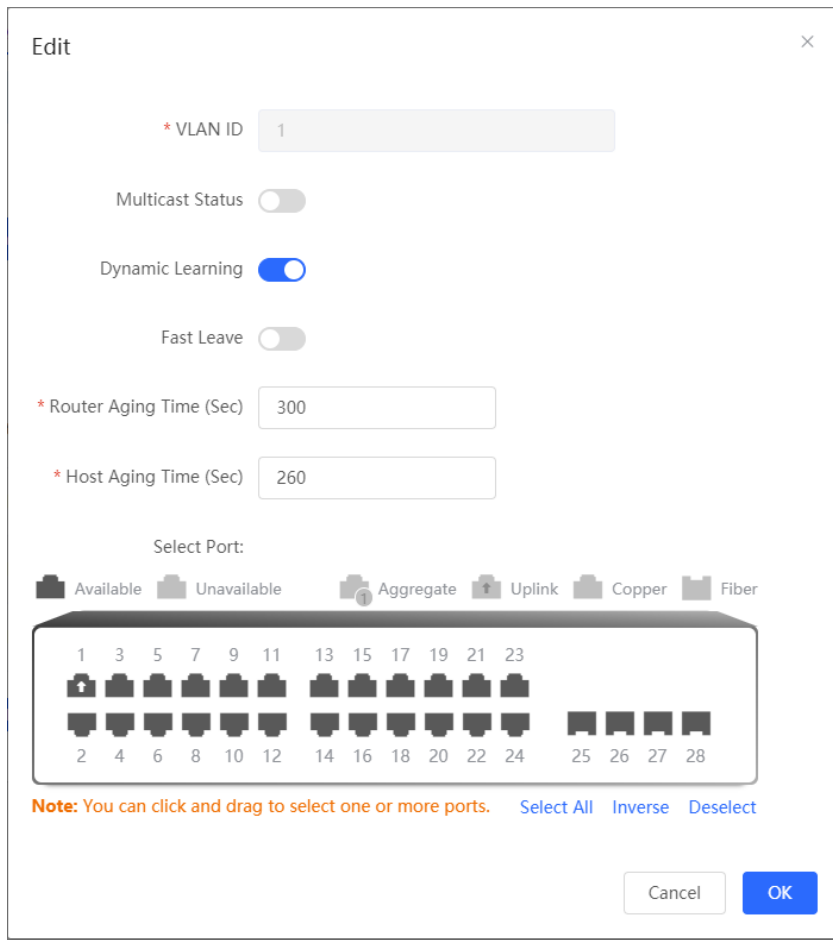 Edit
* VLAN ID 1
Multicast Status
Dynamic Learning
Fast Leave
* Router Aging Time (Sec) 300
* Host Aging Time (Sec) 260
Select Port:
Available Unavailable 1 Aggregate Uplink Copper Fiber
1 3 5 7 9 11 13 15 17 19 21 23
2 4 6 8 10 12 14 16 18 20 22 24 25 26 27 28
Note: You can click and drag to select one or more ports. Select All Inverse Deselect
Cancel OK